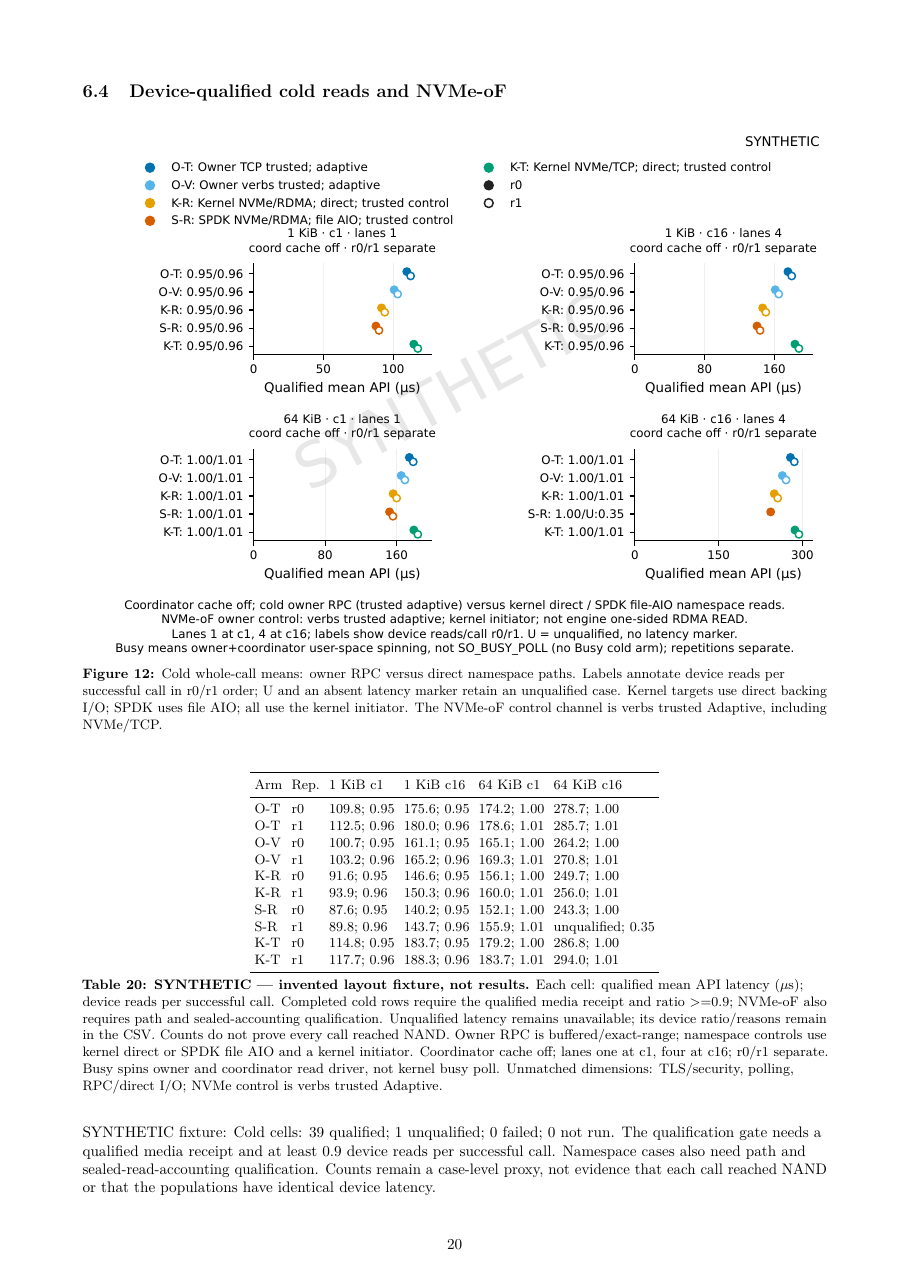 6.4 Device-qualified cold reads and NVMe-oF
SYNTHETIC
O-T: Owner TCP trusted; adaptive
O-V: Owner verbs trusted; adaptive
K-R: Kernel NVMe/RDMA; direct; trusted control
S-R: SPDK NVMe/RDMA; file AIO; trusted control
K-T: Kernel NVMe/TCP; direct; trusted control
r0
r1
1 KiB · c1 · lanes 1
coord cache off · r0/r1 separate
O-T: 0.95/0.96
O-V: 0.95/0.96
K-R: 0.95/0.96
S-R: 0.95/0.96
K-T: 0.95/0.96
0 50 100
Qualified mean API (µs)
1 KiB · c16 · lanes 4
coord cache off · r0/r1 separate
O-T: 0.95/0.96
O-V: 0.95/0.96
K-R: 0.95/0.96
S-R: 0.95/0.96
K-T: 0.95/0.96
0 80 160
Qualified mean API (µs)
SYNTHETIC
64 KiB · c1 · lanes 1
coord cache off · r0/r1 separate
O-T: 1.00/1.01
O-V: 1.00/1.01
K-R: 1.00/1.01
S-R: 1.00/1.01
K-T: 1.00/1.01
0 80 160
Qualified mean API (µs)
64 KiB · c16 · lanes 4
coord cache off · r0/r1 separate
O-T: 1.00/1.01
O-V: 1.00/1.01
K-R: 1.00/1.01
S-R: 1.00/U:0.35
K-T: 1.00/1.01
0 150 300
Qualified mean API (µs)
Coordinator cache off; cold owner RPC (trusted adaptive) versus kernel direct / SPDK file-AIO namespace reads.
NVMe-oF owner control: verbs trusted adaptive; kernel initiator; not engine one-sided RDMA READ.
Lanes 1 at c1, 4 at c16; labels show device reads/call r0/r1. U = unqualified, no latency marker.
Busy means owner+coordinator user-space spinning, not SO_BUSY_POLL (no Busy cold arm); repetitions separate.
Figure 12: Cold whole-call means: owner RPC versus direct namespace paths. Labels annotate device reads per
successful call in r0/r1 order; U and an absent latency marker retain an unqualified case. Kernel targets use direct backing
I/O; SPDK uses file AIO; all use the kernel initiator. The NVMe-oF control channel is verbs trusted Adaptive, including
NVMe/TCP.
Arm Rep. 1 KiB c1 1 KiB c16 64 KiB c1 64 KiB c16
O-T r0 109.8; 0.95 175.6; 0.95 174.2; 1.00 278.7; 1.00
O-T r1 112.5; 0.96 180.0; 0.96 178.6; 1.01 285.7; 1.01
O-V r0 100.7; 0.95 161.1; 0.95 165.1; 1.00 264.2; 1.00
O-V r1 103.2; 0.96 165.2; 0.96 169.3; 1.01 270.8; 1.01
K-R r0 91.6; 0.95 146.6; 0.95 156.1; 1.00 249.7; 1.00
K-R r1 93.9; 0.96 150.3; 0.96 160.0; 1.01 256.0; 1.01
S-R r0 87.6; 0.95 140.2; 0.95 152.1; 1.00 243.3; 1.00
S-R r1 89.8; 0.96 143.7; 0.96 155.9; 1.01 unqualified; 0.35
K-T r0 114.8; 0.95 183.7; 0.95 179.2; 1.00 286.8; 1.00
K-T r1 117.7; 0.96 188.3; 0.96 183.7; 1.01 294.0; 1.01
Table 20: SYNTHETIC — invented layout fixture, not results. Each cell: qualified mean API latency (µs);
device reads per successful call. Completed cold rows require the qualified media receipt and ratio >=0.9; NVMe-oF also
requires path and sealed-accounting qualification. Unqualified latency remains unavailable; its device ratio/reasons remain
in the CSV. Counts do not prove every call reached NAND. Owner RPC is buffered/exact-range; namespace controls use
kernel direct or SPDK file AIO and a kernel initiator. Coordinator cache off; lanes one at c1, four at c16; r0/r1 separate.
Busy spins owner and coordinator read driver, not kernel busy poll. Unmatched dimensions: TLS/security, polling,
RPC/direct I/O; NVMe control is verbs trusted Adaptive.
SYNTHETIC fixture: Cold cells: 39 qualified; 1 unqualified; 0 failed; 0 not run. The qualification gate needs a
qualified media receipt and at least 0.9 device reads per successful call. Namespace cases also need path and
sealed-read-accounting qualification. Counts remain a case-level proxy, not evidence that each call reached NAND
or that the populations have identical device latency.
20